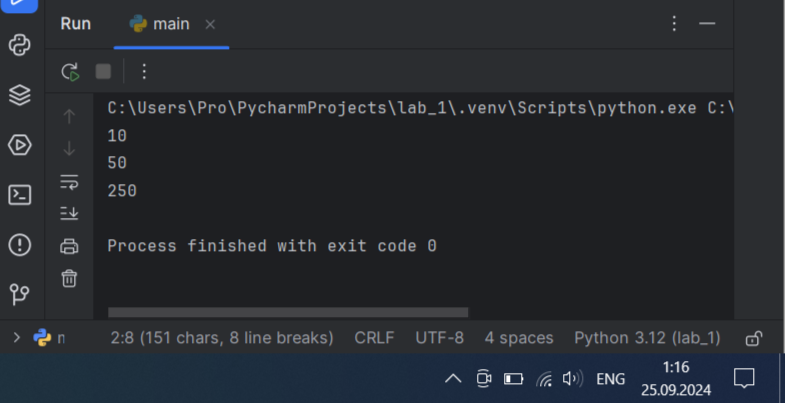 Run
main
C:\Users\Pro\PycharmProjects\lab_1\.venv\Scripts\python.exe C:\
10
50
250
Process finished with exit code 0
2:8 (151 chars, 8 line breaks) CRLF UTF-8 4 spaces Python 3.12 (lab_1)
ENG
1:16
25.09.2024